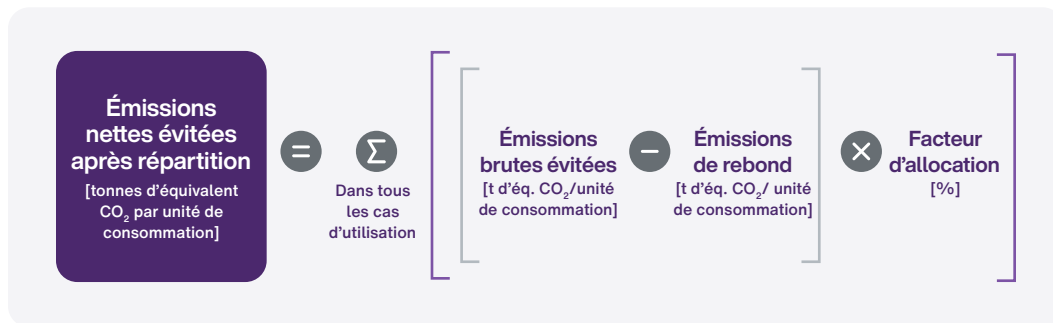 Émissions
nettes évitées
après répartition
[tonnes d’équivalent
CO₂ par unité de
consommation]
=
Σ
Dans tous
les cas
d’utilisation
Émissions
brutes évitées
[t d’éq. CO₂/unité
de consommation]
−
Émissions
de rebond
[t d’éq. CO₂/ unité
de consommation]
×
Facteur
d’allocation
[%]